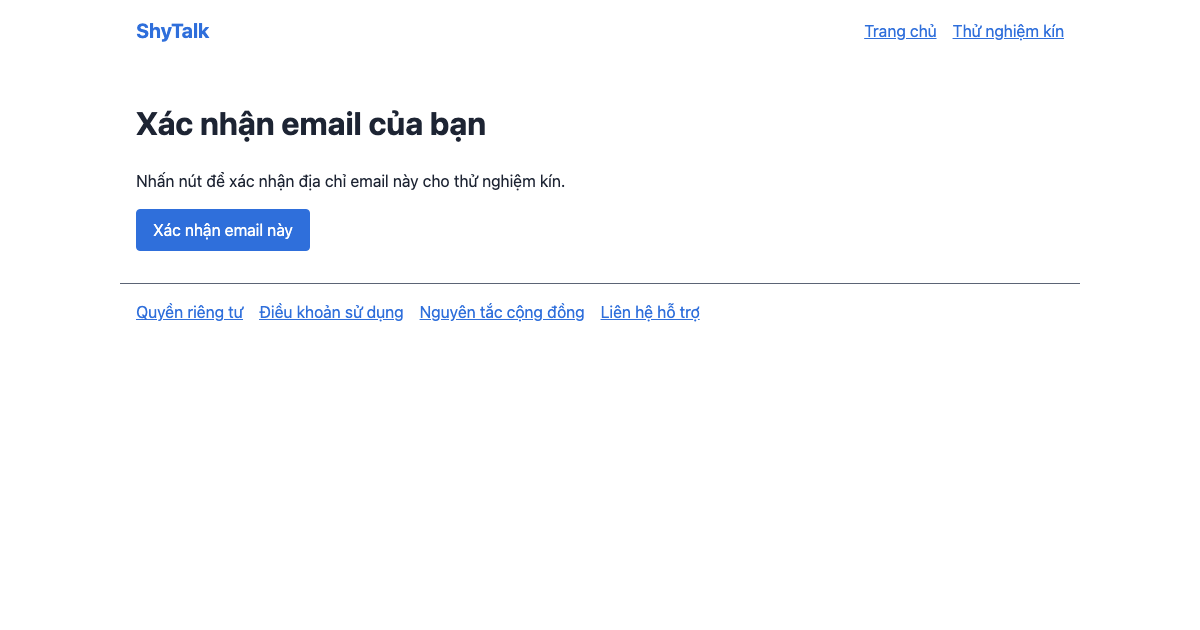 ShyTalk
Trang chủ Thử nghiệm kín
Xác nhận email của bạn
Nhấn nút để xác nhận địa chỉ email này cho thử nghiệm kín.
Xác nhận email này
Quyền riêng tư Điều khoản sử dụng Nguyên tắc cộng đồng Liên hệ hỗ trợ